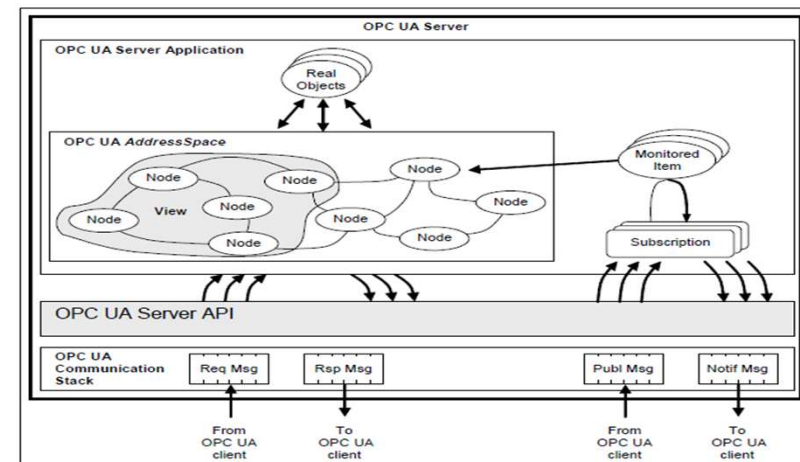 OPC UA Server
OPC UA Server Application
Real
Objects
OPC UA AddressSpace
Node
Monitored
Item
Node
Node
View
Node
Node
Node
Node
Node
Node
Subscription
OPC UA Server API
OPC UA
Communication
Stack
Req Msg
Rsp Msg
Publ Msg
Notif Msg
From
OPC UA
client
To
OPC UA
client
From
OPC UA
client
To
OPC UA
client